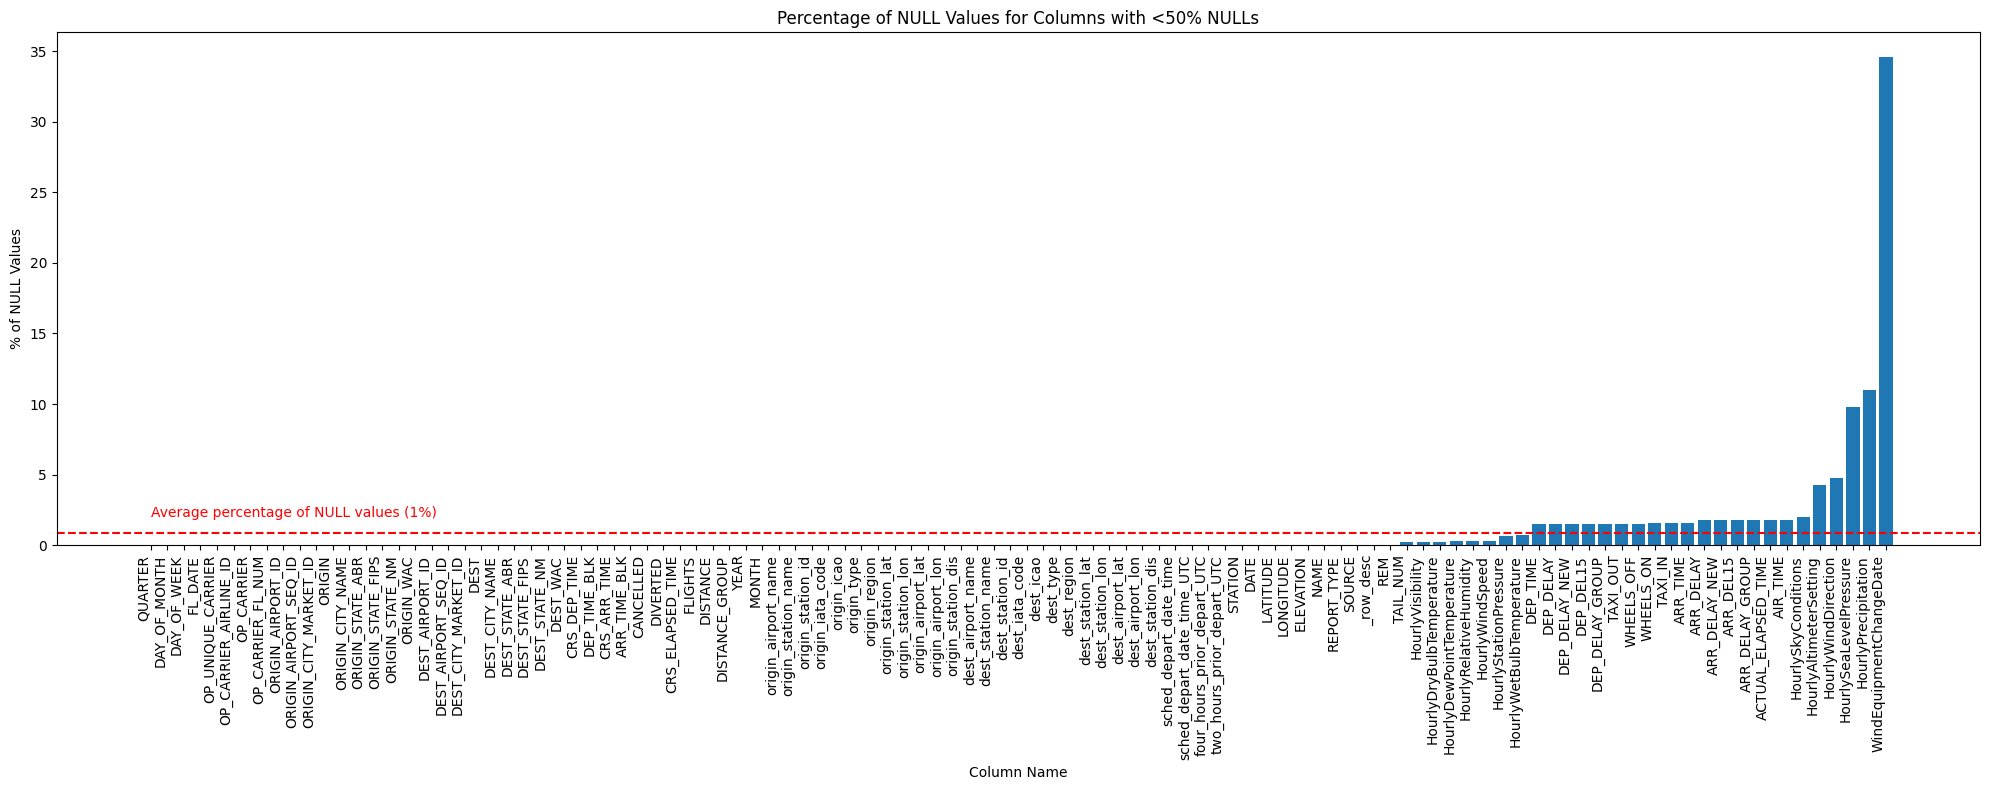 Percentage of NULL Values for Columns with <50% NULLs
% of NULL Values
35
30
25
20
15
10
5
0
Average percentage of NULL values (1%)
QUARTER
DAY_OF_MONTH
DAY_OF_WEEK
FL_DATE
OP_UNIQUE_CARRIER
OP_CARRIER_AIRLINE_ID
OP_CARRIER
OP_CARRIER_FL_NUM
ORIGIN_AIRPORT_ID
ORIGIN_AIRPORT_SEQ_ID
ORIGIN_CITY_MARKET_ID
ORIGIN
ORIGIN_CITY_NAME
ORIGIN_STATE_ABR
ORIGIN_STATE_FIPS
ORIGIN_STATE_NM
ORIGIN_WAC
DEST_AIRPORT_ID
DEST_AIRPORT_SEQ_ID
DEST_CITY_MARKET_ID
DEST
DEST_CITY_NAME
DEST_STATE_ABR
DEST_STATE_FIPS
DEST_STATE_NM
DEST_WAC
CRS_DEP_TIME
DEP_TIME_BLK
CRS_ARR_TIME
ARR_TIME_BLK
CANCELLED
DIVERTED
CRS_ELAPSED_TIME
FLIGHTS
DISTANCE
DISTANCE_GROUP
YEAR
MONTH
origin_airport_name
origin_station_name
origin_station_id
origin_iata_code
origin_icao
origin_type
origin_region
origin_station_lat
origin_station_lon
origin_airport_lat
origin_airport_lon
origin_station_dis
dest_airport_name
dest_station_name
dest_station_id
dest_iata_code
dest_icao
dest_type
dest_region
dest_station_lat
dest_station_lon
dest_airport_lat
dest_airport_lon
dest_station_dis
sched_depart_date_time
sched_depart_date_time_UTC
four_hours_prior_depart_UTC
two_hours_prior_depart_UTC
STATION
DATE
LATITUDE
LONGITUDE
ELEVATION
NAME
REPORT_TYPE
SOURCE
_row_desc
REM
TAIL_NUM
HourlyVisibility
HourlyDryBulbTemperature
HourlyDewPointTemperature
HourlyRelativeHumidity
HourlyWindSpeed
HourlyStationPressure
HourlyWetBulbTemperature
DEP_TIME
DEP_DELAY
DEP_DELAY_NEW
DEP_DEL15
DEP_DELAY_GROUP
TAXI_OUT
WHEELS_OFF
WHEELS_ON
TAXI_IN
ARR_TIME
ARR_DELAY
ARR_DELAY_NEW
ARR_DEL15
ARR_DELAY_GROUP
ACTUAL_ELAPSED_TIME
AIR_TIME
HourlySkyConditions
HourlyAltimeterSetting
HourlyWindDirection
HourlySeaLevelPressure
HourlyPrecipitation
WindEquipmentChangeDate
Column Name